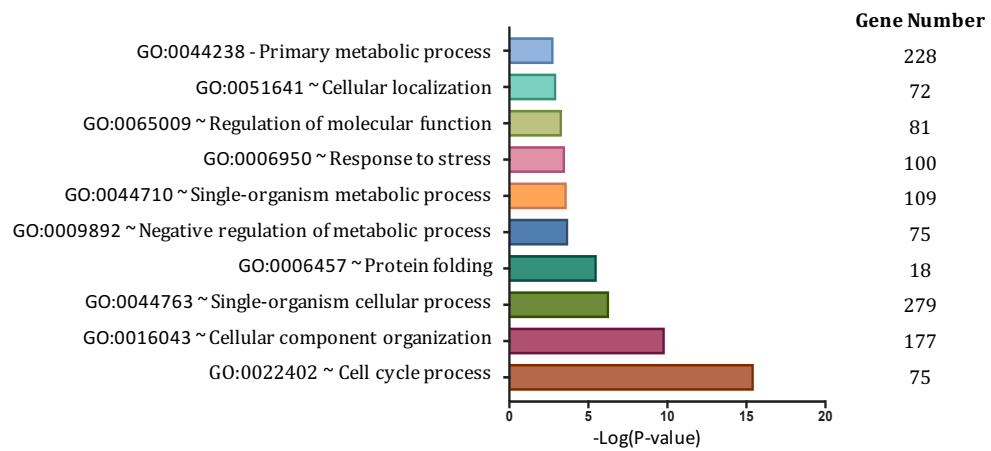 Gene Number
GO:0044238 - Primary metabolic process 228
GO:0051641 ~ Cellular localization 72
GO:0065009 ~ Regulation of molecular function 81
GO:0006950 ~ Response to stress 100
GO:0044710 ~ Single-organism metabolic process 109
GO:0009892 ~ Negative regulation of metabolic process 75
GO:0006457 ~ Protein folding 18
GO:0044763 ~ Single-organism cellular process 279
GO:0016043 ~ Cellular component organization 177
GO:0022402 ~ Cell cycle process 75
0 5 10 15 20
-Log(P-value)